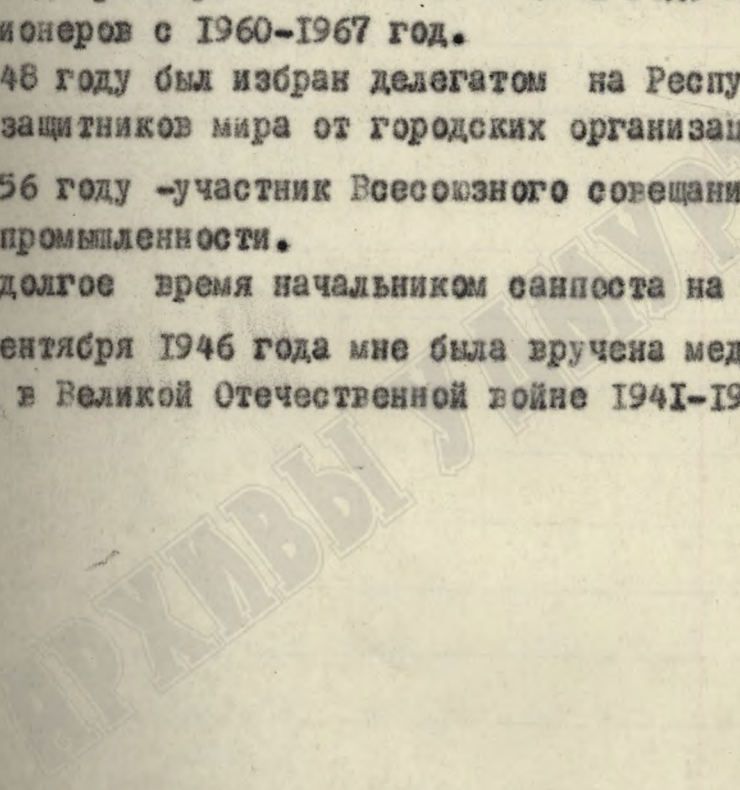 ионеров с 1960-1967 год.
48 году был избран делегатом на Респу
защитников мира от городских организац
56 году -участник Всесоюзного совещани
промышленности.
долгое время начальником санпоста на
ентября 1946 года мне была вручена мед
в Великой Отечественной войне 1941-19
АРХИВЫ УДМУР